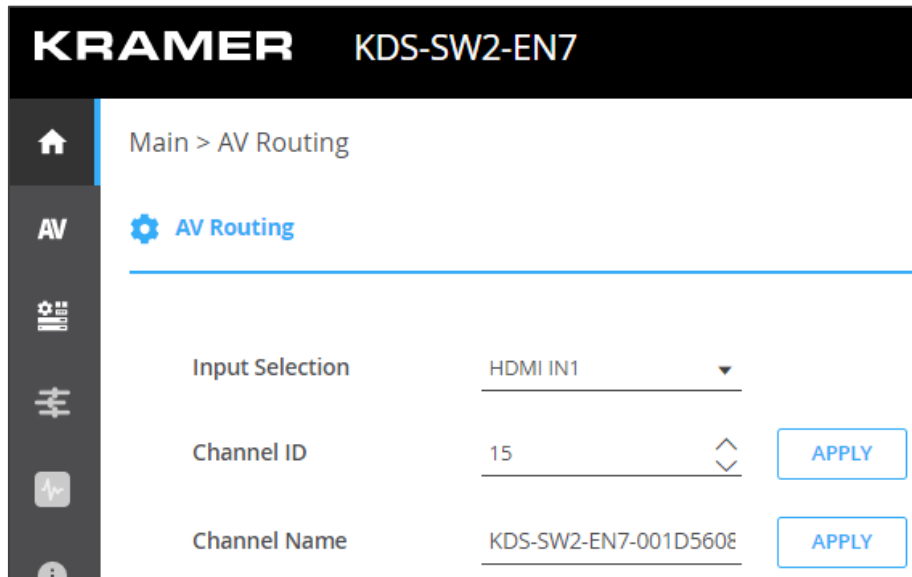 KRAMER KDS-SW2-EN7
Main > AV Routing
AV AV Routing
Input Selection HDMI IN1
Channel ID 15 APPLY
Channel Name KDS-SW2-EN7-001D5608 APPLY